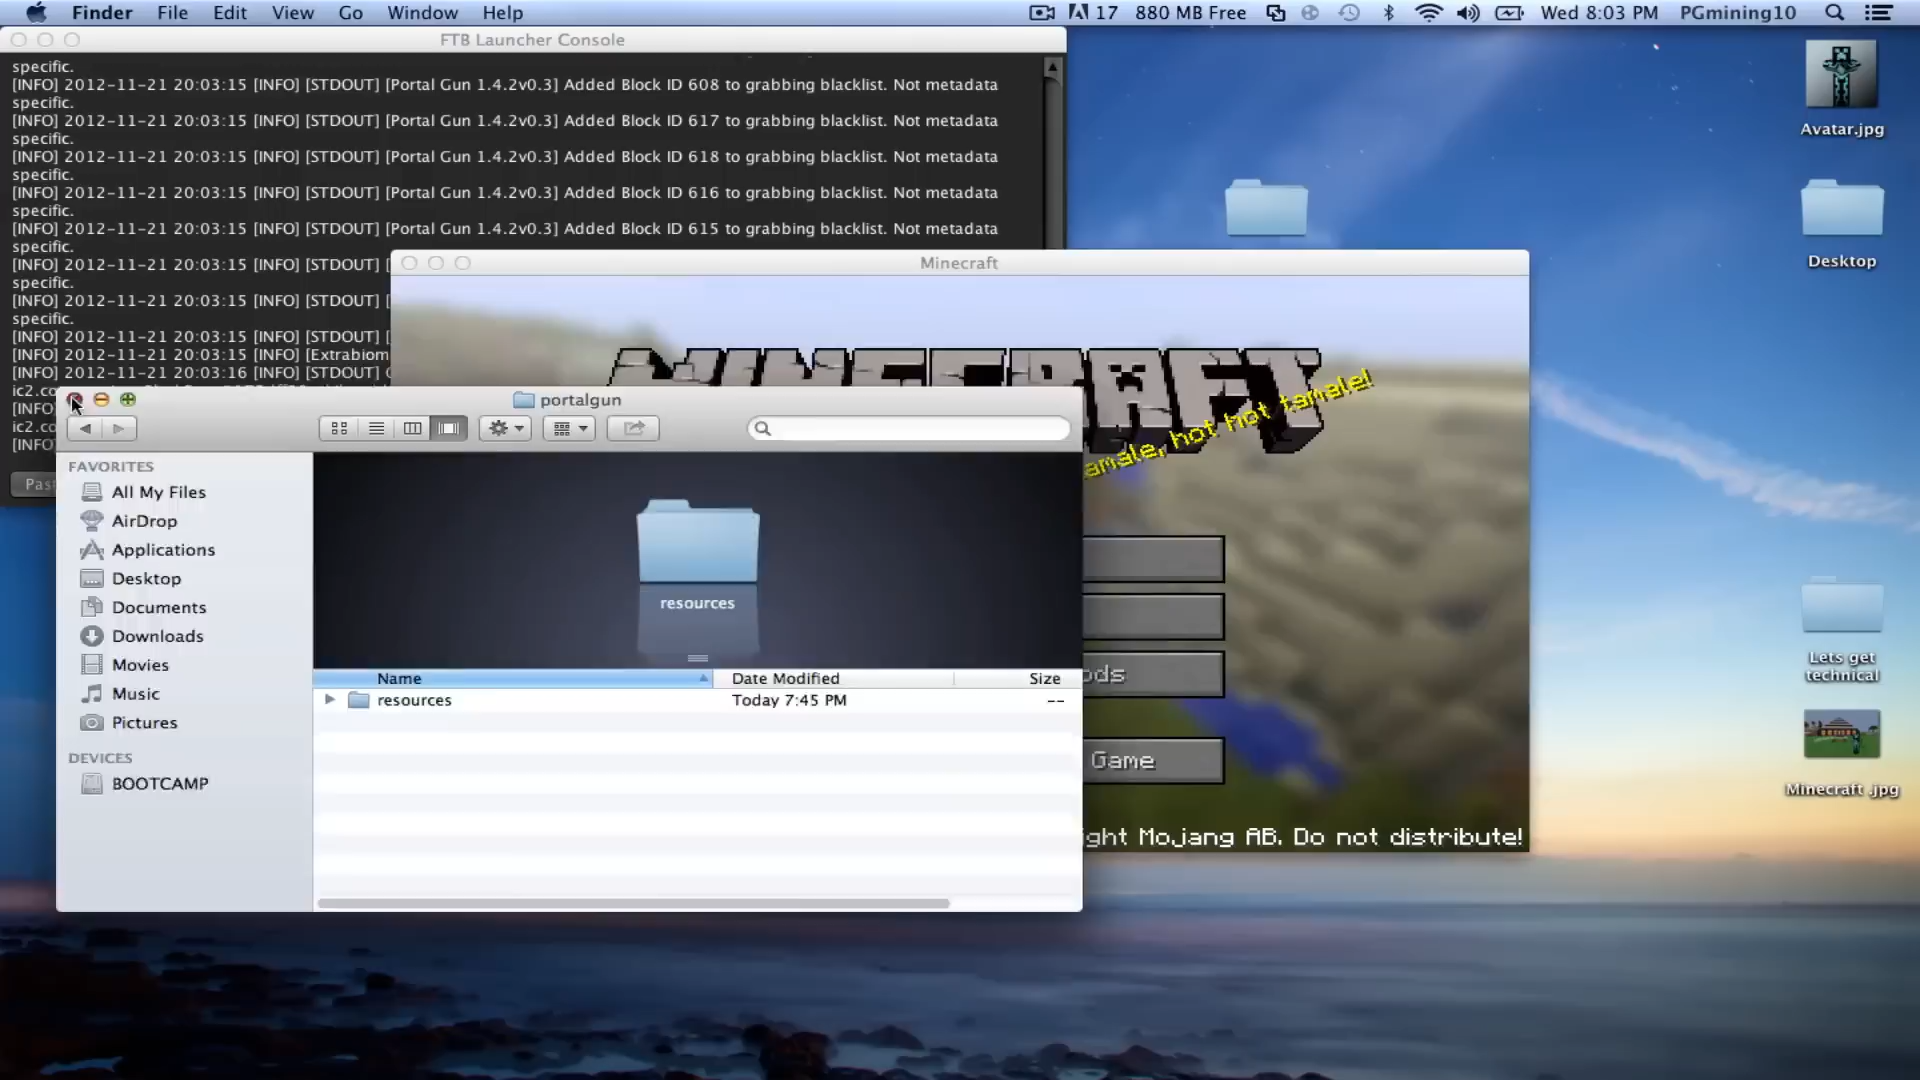 Finder File Edit View Go Window Help
17 880 MB Free Wed 8:03 PM PGmining10
FTB Launcher Console
specific.
[INFO] 2012-11-21 20:03:15 [INFO] [STDOUT] [Portal Gun 1.4.2v0.3] Added Block ID 608 to grabbing blacklist. Not metadata
specific.
[INFO] 2012-11-21 20:03:15 [INFO] [STDOUT] [Portal Gun 1.4.2v0.3] Added Block ID 617 to grabbing blacklist. Not metadata
specific.
[INFO] 2012-11-21 20:03:15 [INFO] [STDOUT] [Portal Gun 1.4.2v0.3] Added Block ID 618 to grabbing blacklist. Not metadata
specific.
[INFO] 2012-11-21 20:03:15 [INFO] [STDOUT] [Portal Gun 1.4.2v0.3] Added Block ID 616 to grabbing blacklist. Not metadata
specific.
[INFO] 2012-11-21 20:03:15 [INFO] [STDOUT] [Portal Gun 1.4.2v0.3] Added Block ID 615 to grabbing blacklist. Not metadata
specific.
[INFO] 2012-11-21 20:03:15 [INFO] [STDOUT] [
specific.
[INFO] 2012-11-21 20:03:15 [INFO] [STDOUT] [
specific.
[INFO] 2012-11-21 20:03:15 [INFO] [STDOUT] [
[INFO] 2012-11-21 20:03:15 [INFO] [Extrabiom
[INFO] 2012-11-21 20:03:16 [INFO] [STDOUT]
ic2.co
[INFO]
ic2.co
[INFO]
Past
Minecraft
MINECRAFT
amale, hot hot tamale!
ods
Game
ight Mojang AB. Do not distribute!
portalgun
FAVORITES
All My Files
AirDrop
Applications
Desktop
Documents
Downloads
Movies
Music
Pictures
DEVICES
BOOTCAMP
resources
Name Date Modified Size
resources Today 7:45 PM --
Avatar.jpg
Desktop
Lets get
technical
Minecraft .jpg